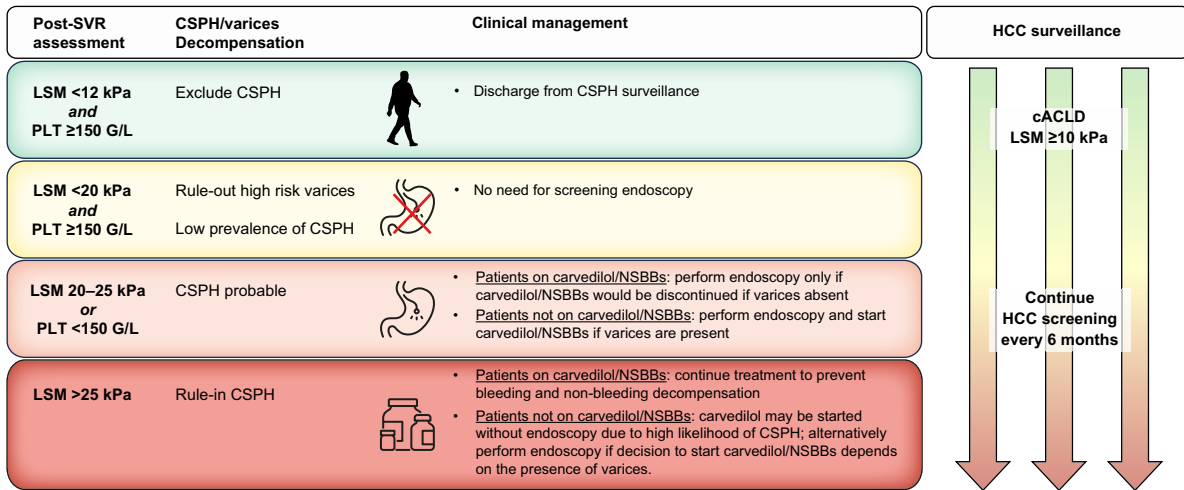 Post-SVR
assessment
CSPH/varices
Decompensation
Clinical management
HCC surveillance
LSM <12 kPa
and
PLT ≥150 G/L
Exclude CSPH
• Discharge from CSPH surveillance
LSM <20 kPa
and
PLT ≥150 G/L
Rule-out high risk varices
Low prevalence of CSPH
• No need for screening endoscopy
LSM 20–25 kPa
or
PLT <150 G/L
CSPH probable
• Patients on carvedilol/NSBBs: perform endoscopy only if
carvedilol/NSBBs would be discontinued if varices absent
• Patients not on carvedilol/NSBBs: perform endoscopy and start
carvedilol/NSBBs if varices are present
LSM >25 kPa
Rule-in CSPH
• Patients on carvedilol/NSBBs: continue treatment to prevent
bleeding and non-bleeding decompensation
• Patients not on carvedilol/NSBBs: carvedilol may be started
without endoscopy due to high likelihood of CSPH; alternatively
perform endoscopy if decision to start carvedilol/NSBBs depends
on the presence of varices.
cACLD
LSM ≥10 kPa
Continue
HCC screening
every 6 months